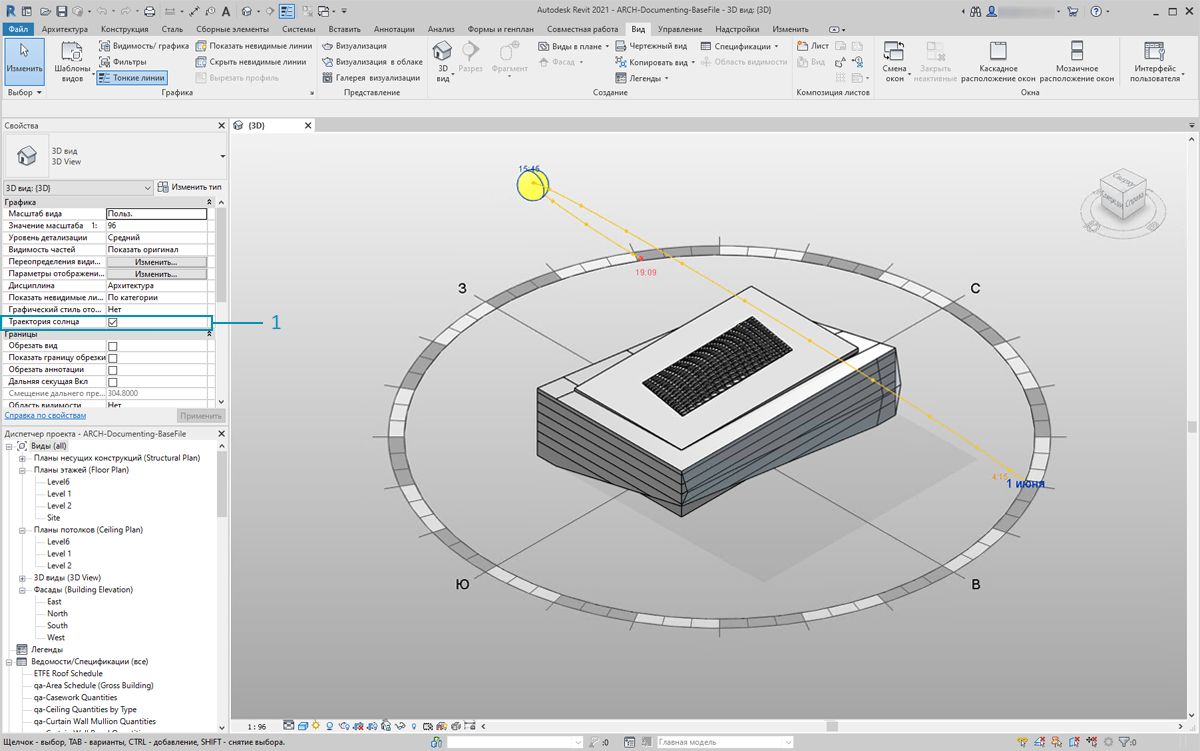 Autodesk Revit 2021 - ARCH-Documenting-BaseFile - 3D вид: {3D}
Файл Архитектура Конструкция Сталь Сборные элементы Системы Вставить Аннотации Анализ Формы и генплан Совместная работа Вид Управление Надстройки Изменить
Изменить
Выбор
Шаблоны видов
Видимость/ графика
Фильтры
Тонкие линии
Показать невидимые линии
Скрыть невидимые линии
Вырезать профиль
Графика
Визуализация
Визуализация в облаке
Галерея визуализации
Представление
3D вид
Разрез
Фрагмент
Виды в плане
Фасад
Чертежный вид
Копировать вид
Легенды
Спецификации
Область видимости
Создание
Лист
Вид
Композиция листов
Смена окон
Закрыть неактивные
Каскадное расположение окон
Мозаичное расположение окон
Окна
Интерфейс пользователя
Свойства
3D вид
3D View
3D вид: {3D}
Изменить тип
Графика
Масштаб вида Польз.
Значение масштаба 1: 96
Уровень детализации Средний
Видимость частей Показать оригинал
Переопределения види... Изменить...
Параметры отображени... Изменить...
Дисциплина Архитектура
Показать невидимые ли... По категории
Графический стиль ото... Нет
Траектория солнца
1
Границы
Обрезать вид
Показать границу обрезки
Обрезать аннотации
Дальняя секущая Вкл
Смещение дальнего пре... 304.8000
Область видимости Нет
Справка по свойствам
Применить
Диспетчер проекта - ARCH-Documenting-BaseFile
Виды (all)
Планы несущих конструкций (Structural Plan)
Планы этажей (Floor Plan)
Level6
Level 1
Level 2
Site
Планы потолков (Ceiling Plan)
Level6
Level 1
Level 2
3D виды (3D View)
Фасады (Building Elevation)
East
North
South
West
Легенды
Ведомости/Спецификации (все)
ETFE Roof Schedule
qa-Area Schedule (Gross Building)
qa-Casework Quantities
qa-Ceiling Quantities by Type
qa-Curtain Wall Mullion Quantities
{3D}
15:46
19:09
З
С
4:15
1 июня
Ю
В
Сверху
Справа
1 : 96
Щелчок - выбор, TAB - варианты, CTRL - добавление, SHIFT - снятие выбора.
:0
Главная модель
:0